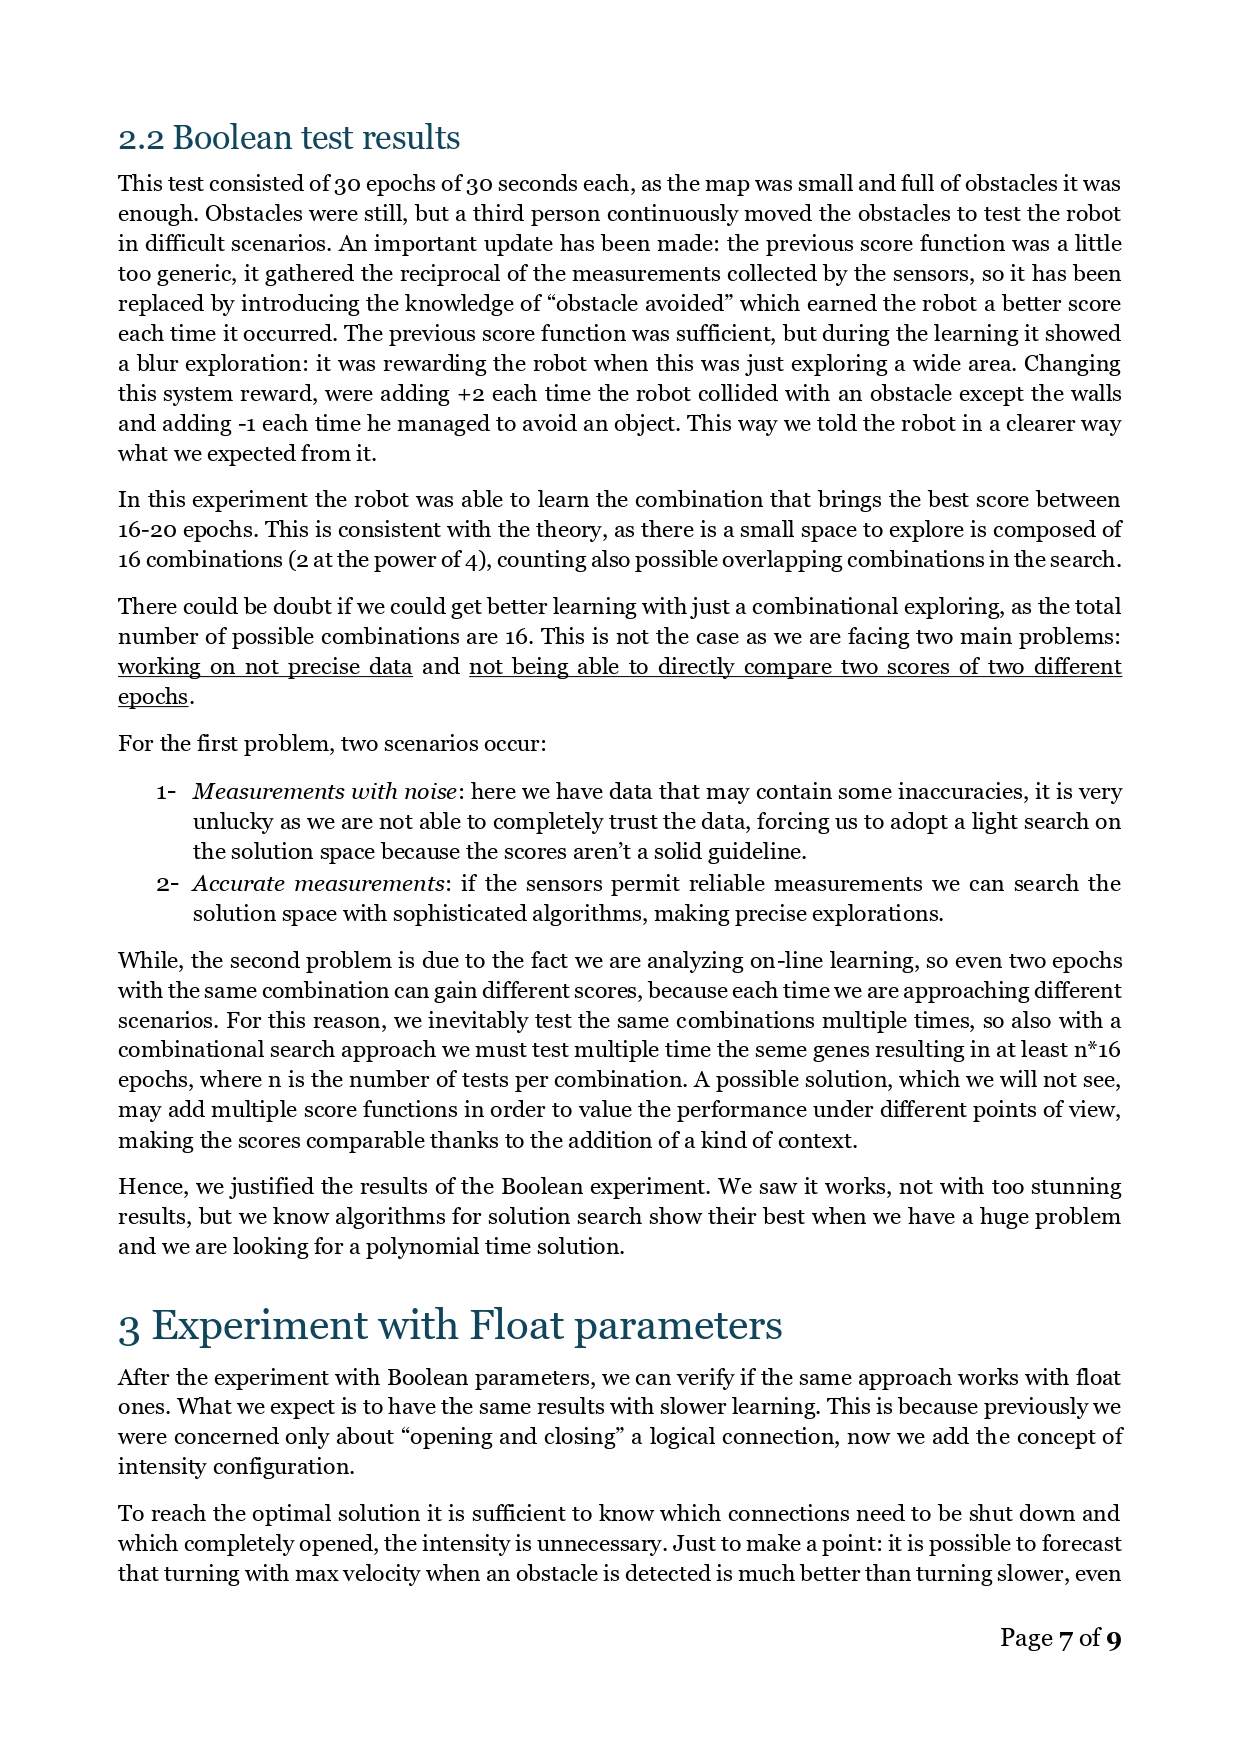 2.2 Boolean test results
This test consisted of 30 epochs of 30 seconds each, as the map was small and full of obstacles it was
enough. Obstacles were still, but a third person continuously moved the obstacles to test the robot
in difficult scenarios. An important update has been made: the previous score function was a little
too generic, it gathered the reciprocal of the measurements collected by the sensors, so it has been
replaced by introducing the knowledge of “obstacle avoided” which earned the robot a better score
each time it occurred. The previous score function was sufficient, but during the learning it showed
a blur exploration: it was rewarding the robot when this was just exploring a wide area. Changing
this system reward, were adding +2 each time the robot collided with an obstacle except the walls
and adding -1 each time he managed to avoid an object. This way we told the robot in a clearer way
what we expected from it.
In this experiment the robot was able to learn the combination that brings the best score between
16-20 epochs. This is consistent with the theory, as there is a small space to explore is composed of
16 combinations (2 at the power of 4), counting also possible overlapping combinations in the search.
There could be doubt if we could get better learning with just a combinational exploring, as the total
number of possible combinations are 16. This is not the case as we are facing two main problems:
working on not precise data and not being able to directly compare two scores of two different
epochs.
For the first problem, two scenarios occur:
1- Measurements with noise: here we have data that may contain some inaccuracies, it is very
unlucky as we are not able to completely trust the data, forcing us to adopt a light search on
the solution space because the scores aren’t a solid guideline.
2- Accurate measurements: if the sensors permit reliable measurements we can search the
solution space with sophisticated algorithms, making precise explorations.
While, the second problem is due to the fact we are analyzing on-line learning, so even two epochs
with the same combination can gain different scores, because each time we are approaching different
scenarios. For this reason, we inevitably test the same combinations multiple times, so also with a
combinational search approach we must test multiple time the seme genes resulting in at least n*16
epochs, where n is the number of tests per combination. A possible solution, which we will not see,
may add multiple score functions in order to value the performance under different points of view,
making the scores comparable thanks to the addition of a kind of context.
Hence, we justified the results of the Boolean experiment. We saw it works, not with too stunning
results, but we know algorithms for solution search show their best when we have a huge problem
and we are looking for a polynomial time solution.
3 Experiment with Float parameters
After the experiment with Boolean parameters, we can verify if the same approach works with float
ones. What we expect is to have the same results with slower learning. This is because previously we
were concerned only about “opening and closing” a logical connection, now we add the concept of
intensity configuration.
To reach the optimal solution it is sufficient to know which connections need to be shut down and
which completely opened, the intensity is unnecessary. Just to make a point: it is possible to forecast
that turning with max velocity when an obstacle is detected is much better than turning slower, even
Page 7 of 9